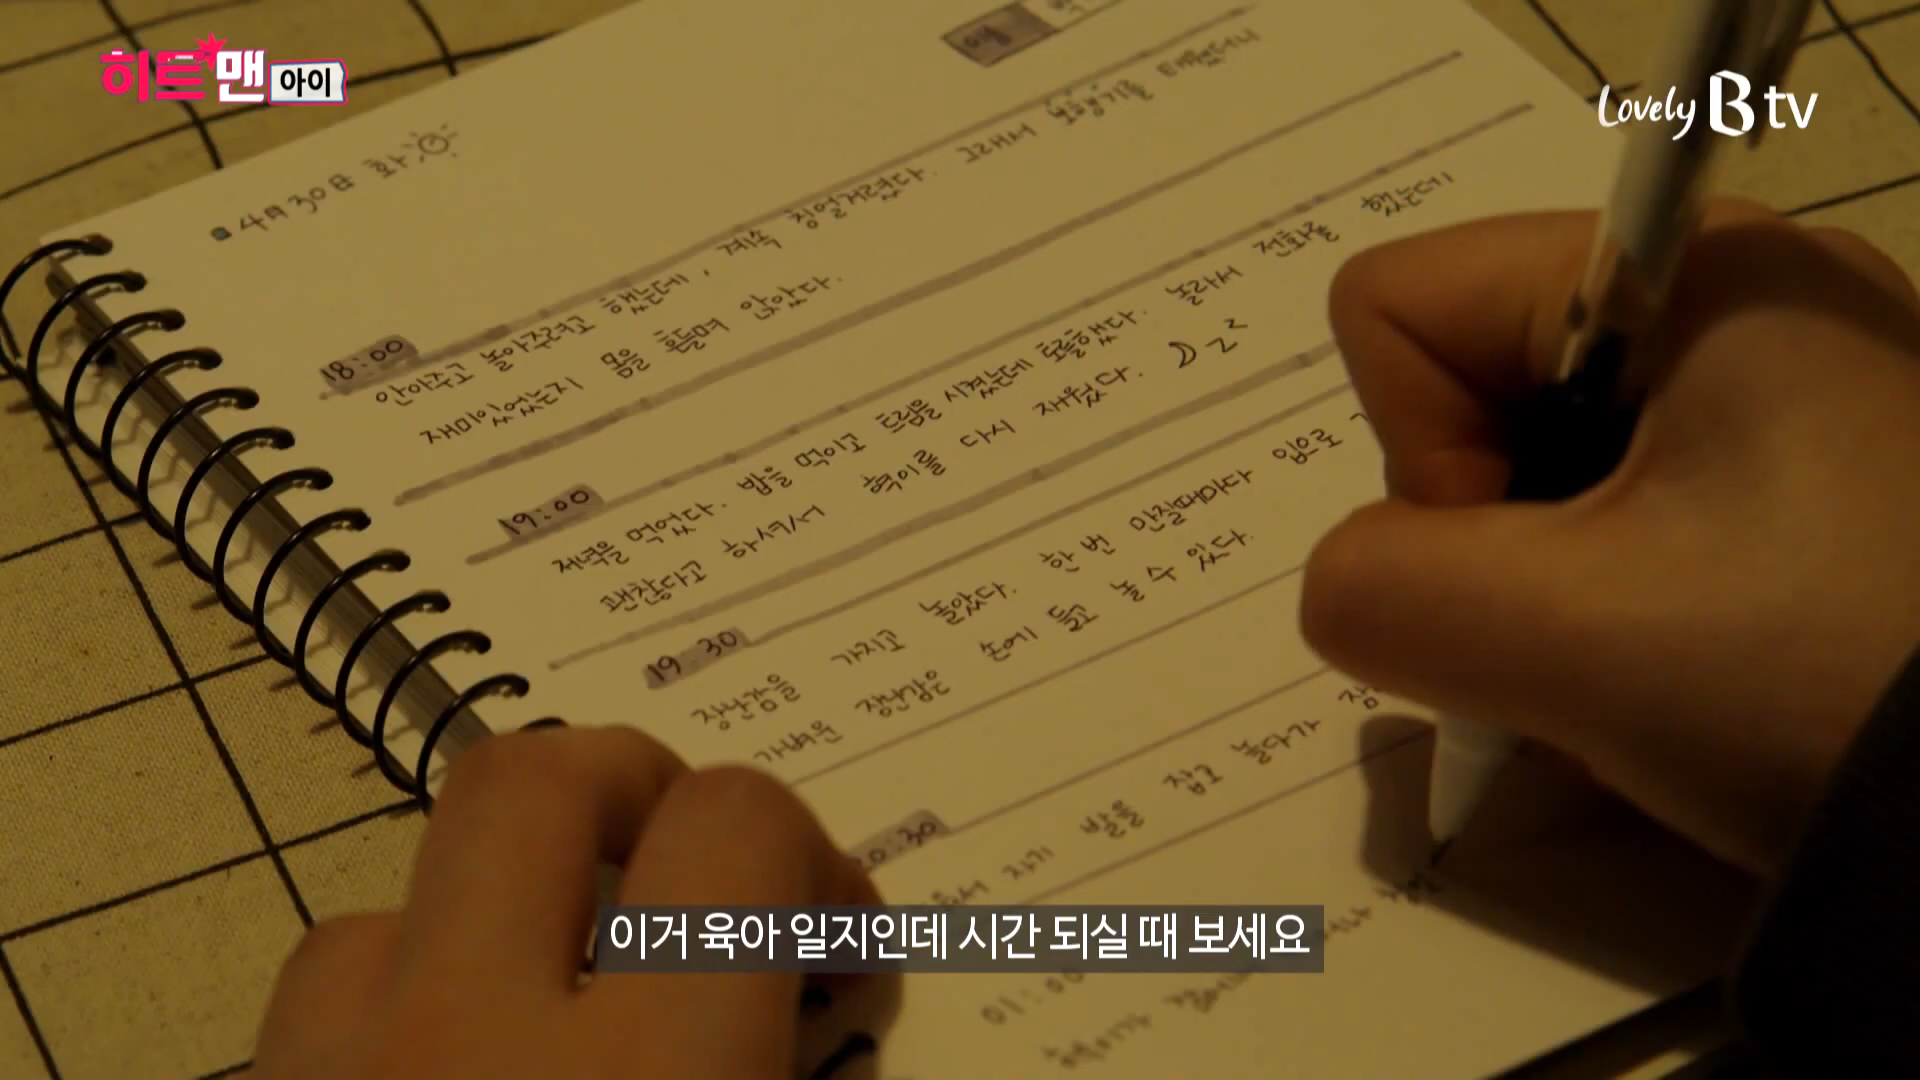 히트맨
아이
Lovely B tv
4月 30日 화
18:00
안아주고 놀아주려고 했는데, 계속 칭얼거렸다. 그래서 보행기를 태웠더니
재미있었는지 몸을 흔들며 앉았다.
19:00
저녁을 먹었다. 밥을 먹이고 트림을 시켰는데 토를했다. 놀라서 전화를 했는데
괜찮다고 하셔서 혁이를 다시 재웠다. Zz
19:30
장난감을 가지고 놀았다. 한 번 만질때마다 입으로
가벼운 장난감은 손에 들고 놀 수 있다.
20:30
자기 발을 잡고 놀다가
01:00
이거 육아 일지인데 시간 되실 때 보세요